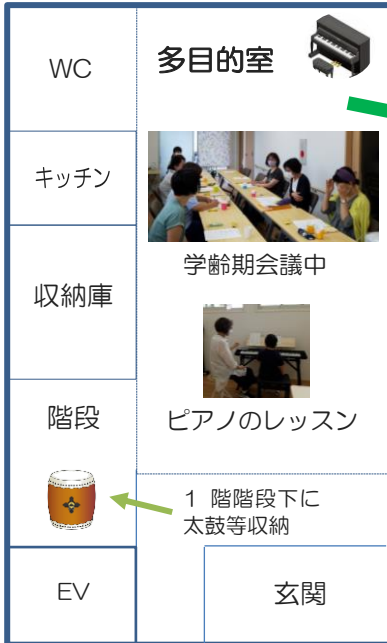 WC
多目的室
キッチン
学齢期会議中
収納庫
階段
ピアノのレッスン
1 階階段下に
太鼓等収納
EV
玄関